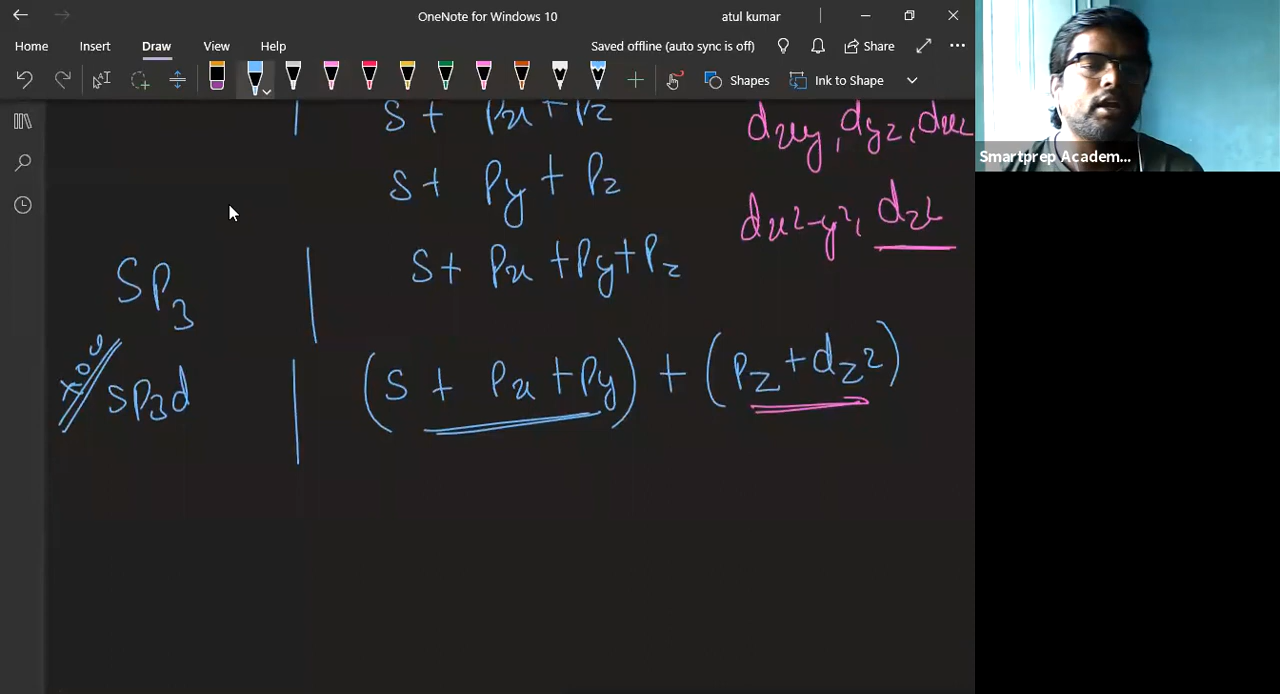 OneNote for Windows 10
atul kumar
Home Insert Draw View Help
Saved offline (auto sync is off)
Share
Shapes
Ink to Shape
Smartprep Academ...
s + Px + Pz
dxy, dyz, dxz
s + Py + Pz
dx²-y², dz²
SP3 | s + Px + Py + Pz
SP3d | (s + Px + Py) + (Pz + dz²)